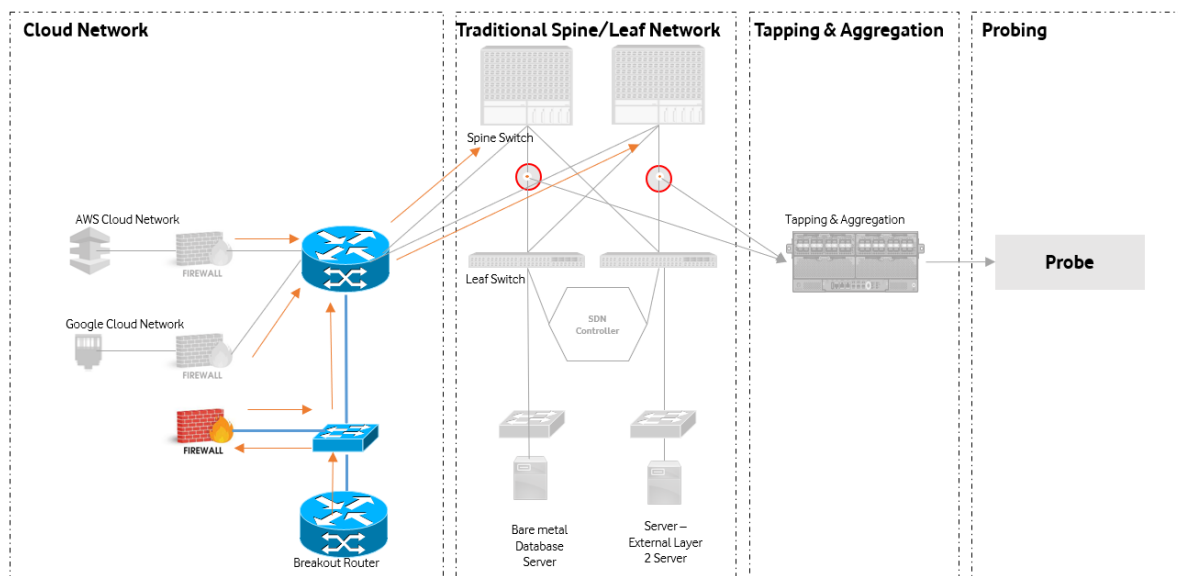 Cloud Network
Traditional Spine/Leaf Network
Tapping & Aggregation
Probing
Spine Switch
AWS Cloud Network
FIREWALL
Google Cloud Network
FIREWALL
FIREWALL
Breakout Router
Leaf Switch
SDN
Controller
Bare metal
Database
Server
Server –
External Layer
2 Server
Tapping & Aggregation
Probe